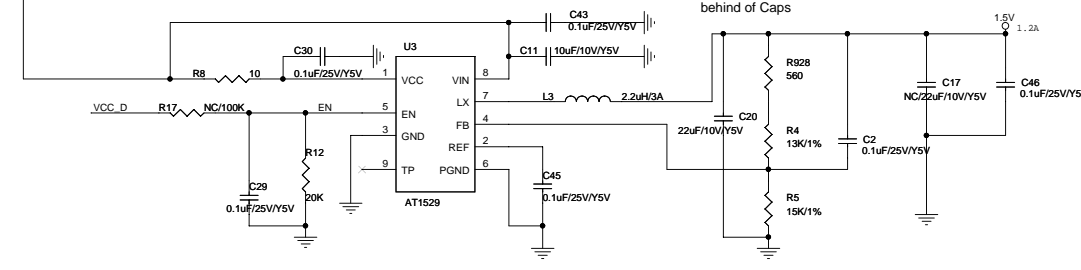 behind of Caps
1.5V
1.2A
C43
0.1uF/25V/Y5V
C30
0.1uF/25V/Y5V
U3
C11
10uF/10V/Y5V
R8
10
1
VCC
VIN
8
R928
560
C17
NC/22uF/10V/Y5V
C46
0.1uF/25V/Y5
VCC_D
R17
NC/100K
EN
5
EN
LX
7
L3
2.2uH/3A
3
GND
FB
4
C20
22uF/10V/Y5V
R4
13K/1%
C2
0.1uF/25V/Y5V
REF
2
R12
20K
9
TP
PGND
6
C29
0.1uF/25V/Y5V
C45
0.1uF/25V/Y5V
R5
15K/1%
AT1529